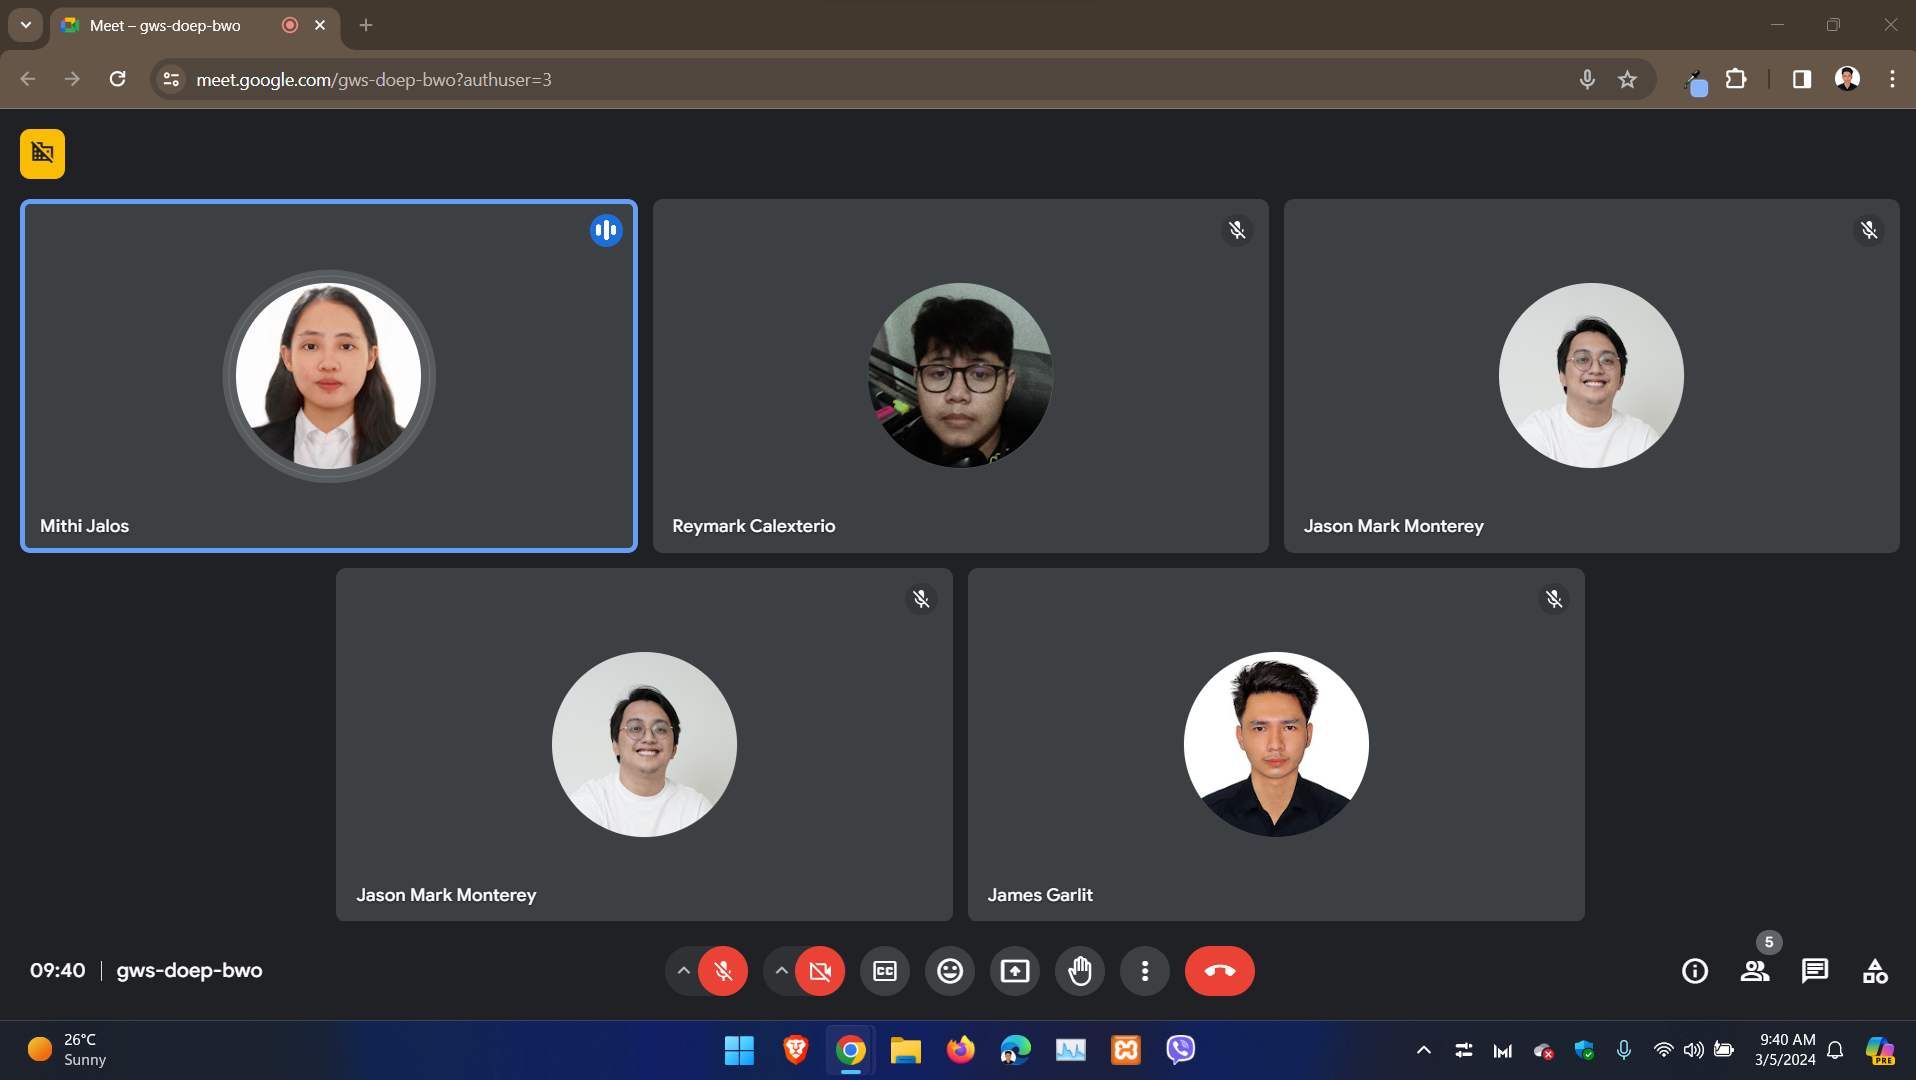 Meet – gws-doep-bwo
meet.google.com/gws-doep-bwo?authuser=3
Mithi Jalos
Reymark Calexterio
Jason Mark Monterey
Jason Mark Monterey
James Garlit
09:40 | gws-doep-bwo
CC
5
26°C
Sunny
9:40 AM
3/5/2024
PRE